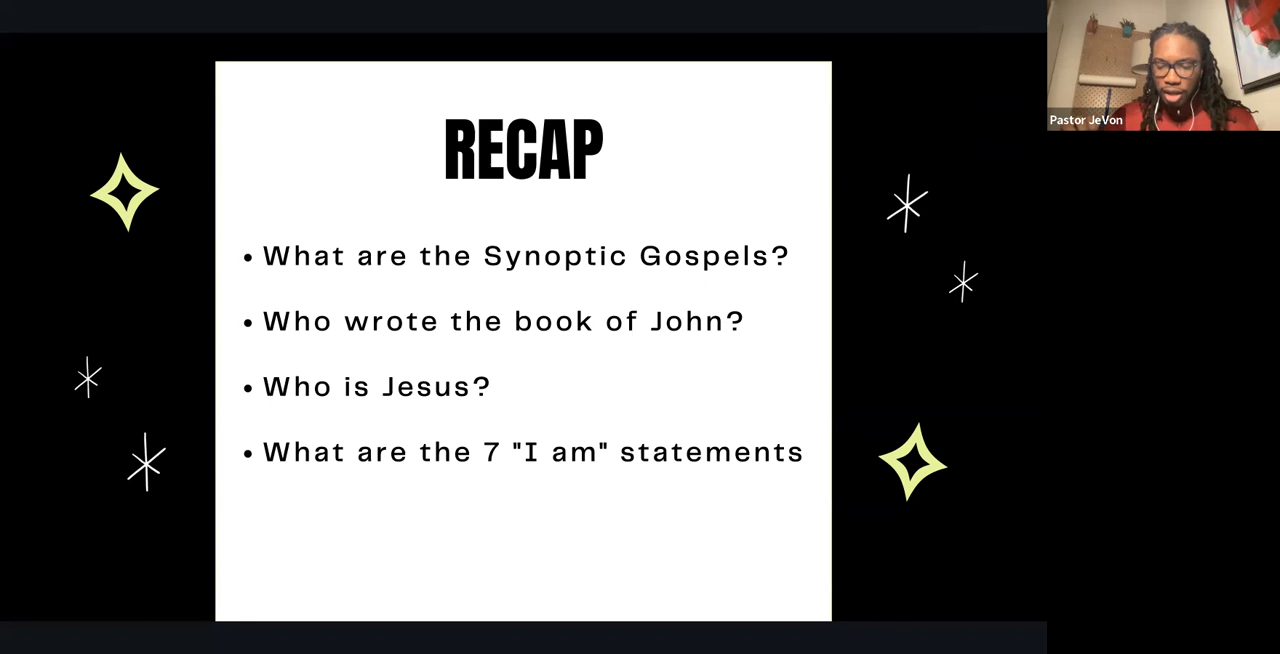 RECAP
• What are the Synoptic Gospels?
• Who wrote the book of John?
• Who is Jesus?
• What are the 7 "I am" statements
Pastor JeVon